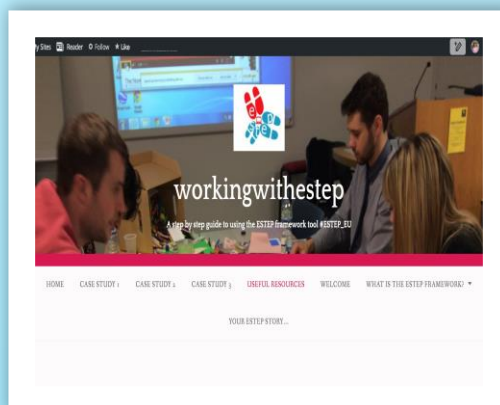 My Sites Reader Follow Like
workingwithestep
A step by step guide to using the ESTEP framework tool #ESTEP_EU
HOME CASE STUDY 1 CASE STUDY 2 CASE STUDY 3 USEFUL RESOURCES WELCOME WHAT IS THE ESTEP FRAMEWORK?
YOUR ESTEP STORY...